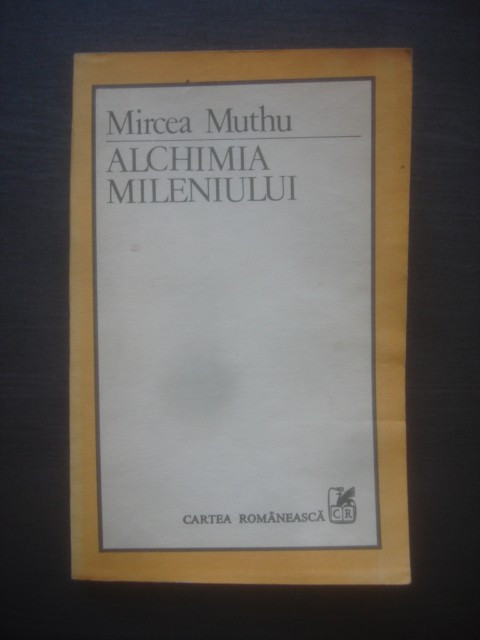 Mircea Muthu
ALCHIMIA
MILENIULUI
CARTEA ROMÂNEASCĂ CR